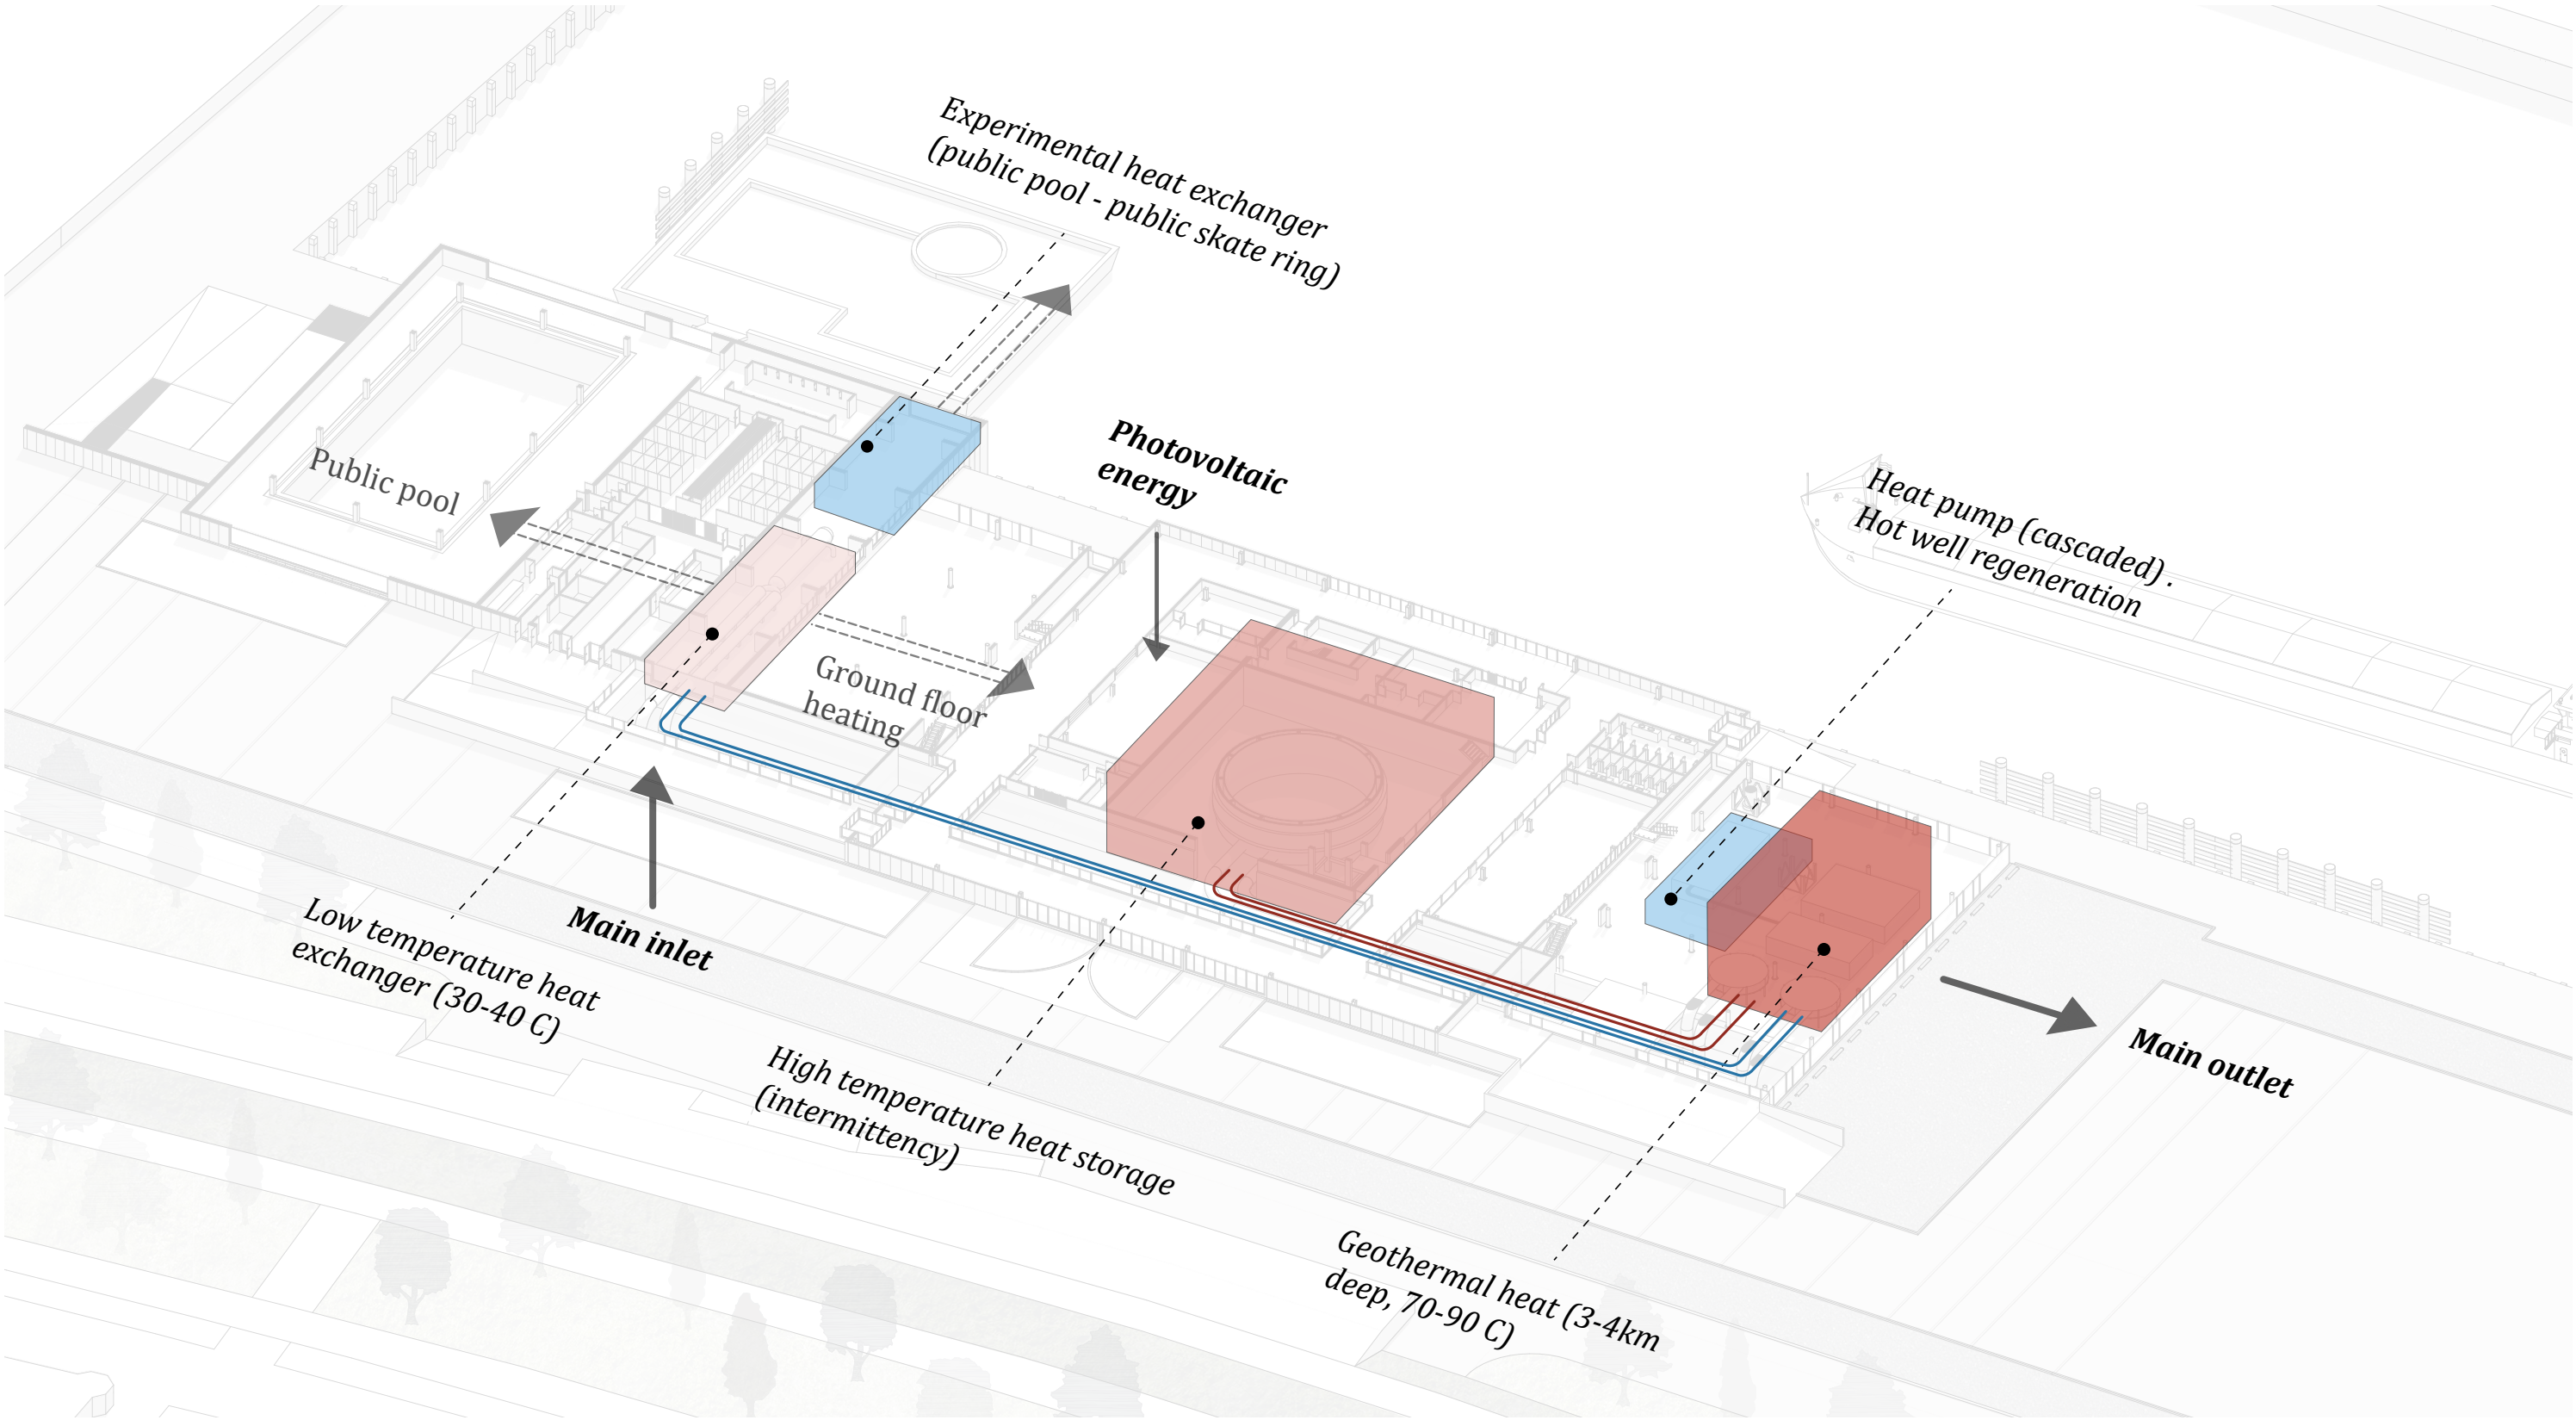 Experimental heat exchanger
(public pool - public skate ring)
Photovoltaic
energy
Public pool
Heat pump (cascaded) .
Hot well regeneration
Ground floor
heating
Low temperature heat
exchanger (30-40 C)
Main inlet
High temperature heat storage
(intermittency)
Main outlet
Geothermal heat (3-4km
deep, 70-90 C)